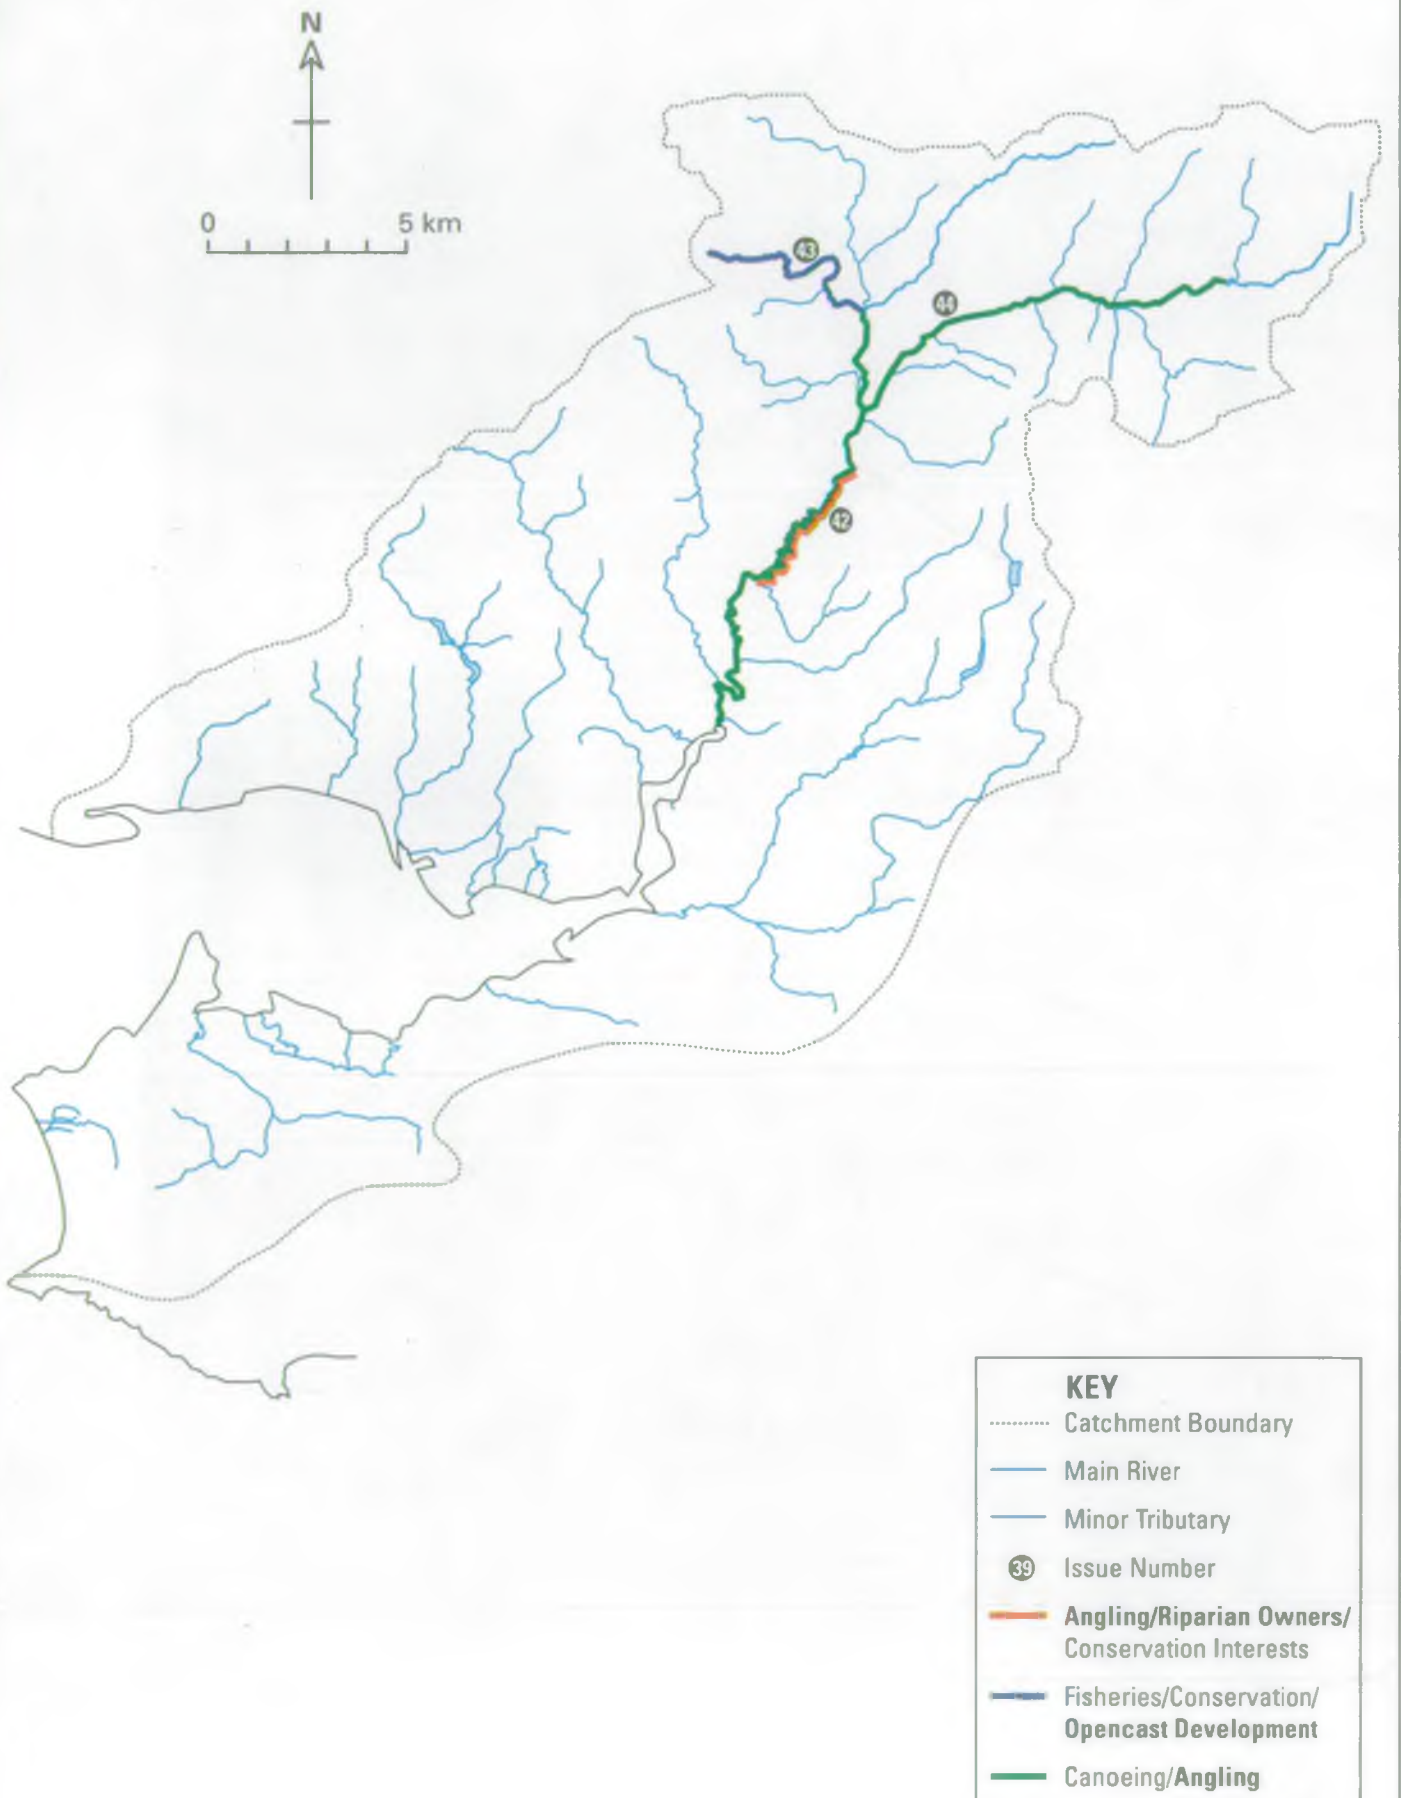 N
0 5 km
43
44
42
KEY
Catchment Boundary
Main River
Minor Tributary
39 Issue Number
Angling/Riparian Owners/
Conservation Interests
Fisheries/Conservation/
Opencast Development
Canoeing/Angling